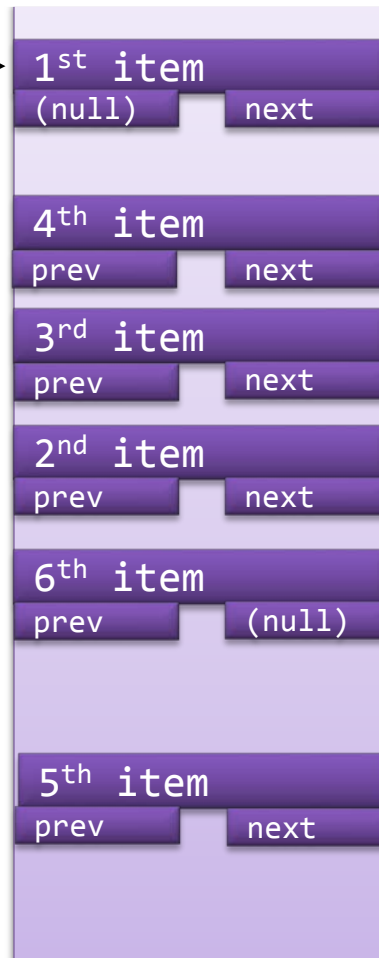 1st item
(null) next
4th item
prev next
3rd item
prev next
2nd item
prev next
6th item
prev (null)
5th item
prev next